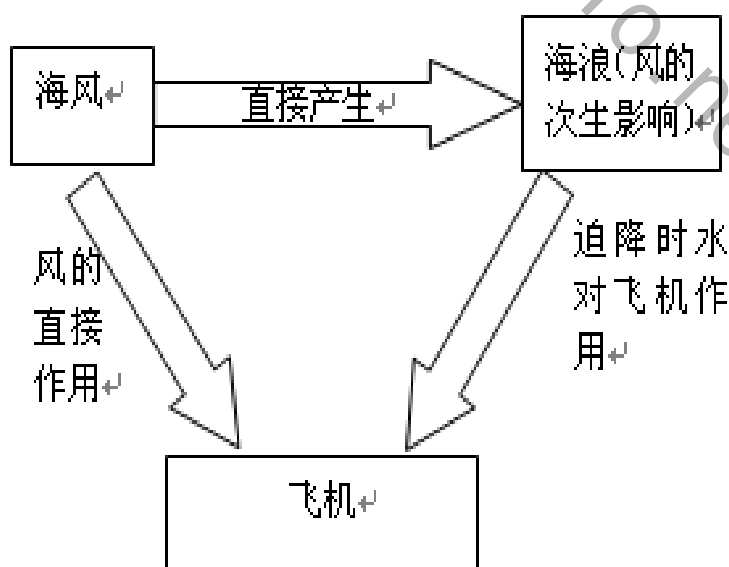 海风
直接产生
海浪(风的
次生影响)
风的
直接
作用
迫降时水
对飞机作
用
飞机